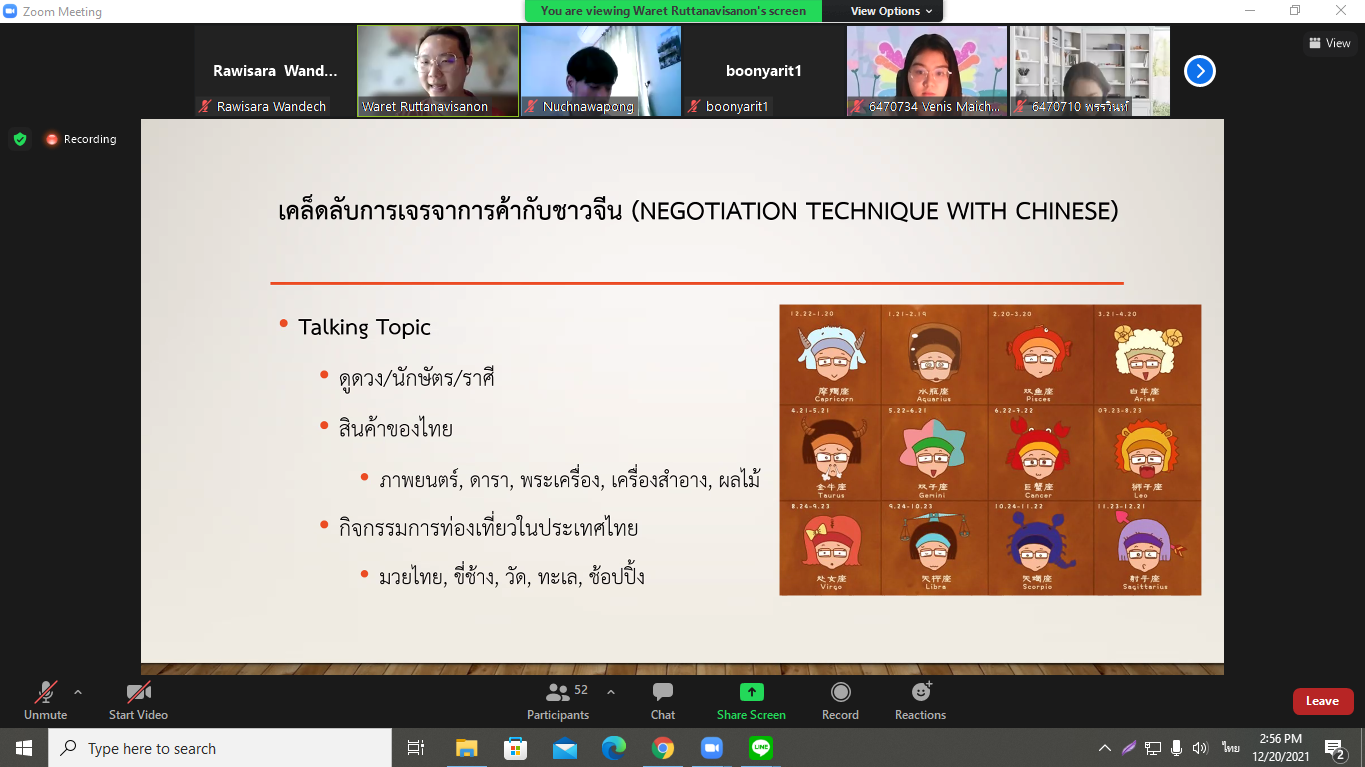 Zoom Meeting
You are viewing Waret Ruttanavisanon's screen
View Options
Rawisara Wand...
Rawisara Wandech
Waret Ruttanavisanon
Nuchnawapong
boonyarit1
boonyarit1
6470734 Venis Maich...
6470710 พรรวินท์
View
Recording
เคล็ดลับการเจรจาการค้ากับชาวจีน (NEGOTIATION TECHNIQUE WITH CHINESE)
• Talking Topic
• ดูดวง/นักษัตร/ราศี
• สินค้าของไทย
• ภาพยนตร์, ดารา, พระเครื่อง, เครื่องสำอาง, ผลไม้
• กิจกรรมการท่องเที่ยวในประเทศไทย
• มวยไทย, ขี่ช้าง, วัด, ทะเล, ช้อปปิ้ง
12.22-1.20 1.21-2.19 2.20-3.20 3.21-4.20
摩羯座 水瓶座 双鱼座 白羊座
Capricorn Aquarius Pisces Aries
4.21-5.21 5.22-6.21 6.22-7.22 07.23-8.23
金牛座 双子座 巨蟹座 狮子座
Taurus Gemini Cancer Leo
8.24-9.23 9.24-10.23 10.24-11.22 11.23-12.21
处女座 天秤座 天蝎座 射手座
Virgo Libra Scorpio Sagittarius
Unmute
Start Video
52
Participants
Chat
Share Screen
Record
Reactions
Leave
Type here to search
LINE
ไทย
2:56 PM
12/20/2021
2